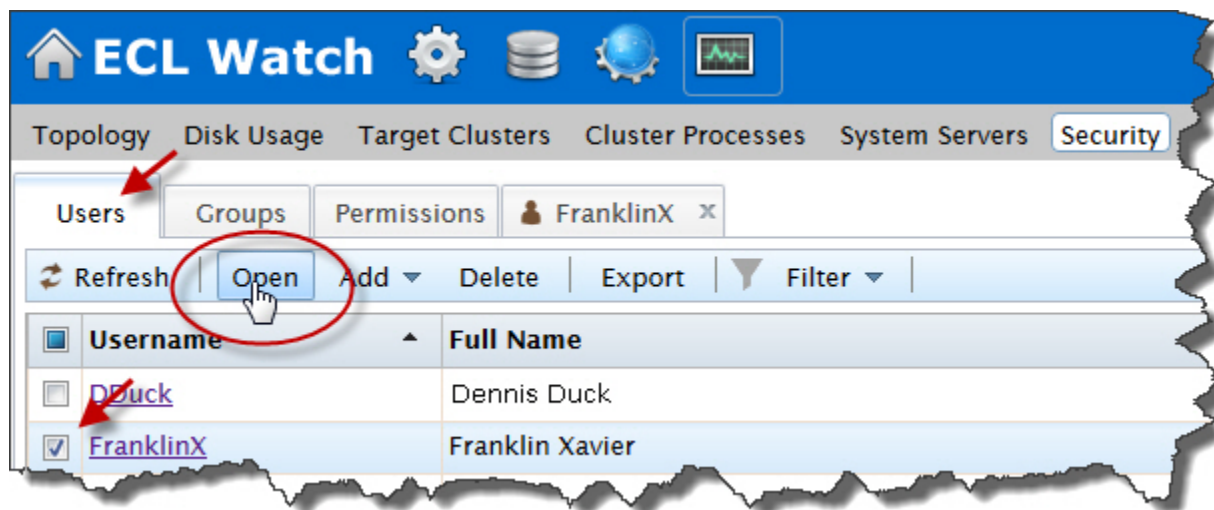 ECL Watch
Topology Disk Usage Target Clusters Cluster Processes System Servers Security
Users Groups Permissions FranklinX x
Refresh Open Add Delete Export Filter
Username Full Name
DDuck Dennis Duck
FranklinX Franklin Xavier